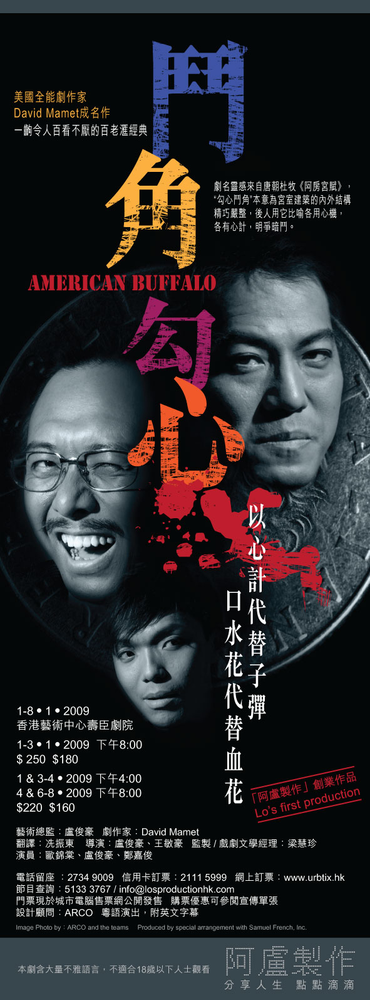 鬥角勾心
美國全能劇作家
David Mamet成名作
一齣令人百看不厭的百老滙經典
劇名靈感來自唐朝杜牧《阿房宮賦》，
“勾心鬥角”本意為宮室建築的內外結構
精巧嚴整，後人用它比喻各用心機，
各有心計，明爭暗鬥。
AMERICAN BUFFALO
以心計代替子彈
口水花代替血花
1-8 • 1 • 2009
香港藝術中心壽臣劇院
1-3 • 1 • 2009 下午8:00
$ 250 $180
1 & 3-4 • 2009 下午4:00
4 & 6-8 • 2009 下午8:00
$220 $160
「阿盧製作」創業作品
Lo's first production
藝術總監：盧俊豪 劇作家：David Mamet
翻譯：冼振東 導演：盧俊豪、王敏豪 監製 / 戲劇文學經理：梁慧珍
演員：歐錦棠、盧俊豪、鄭嘉俊
電話留座 ：2734 9009 信用卡訂票：2111 5999 網上訂票：www.urbtix.hk
節目查詢：5133 3767 / info@losproductionhk.com
門票現於城市電腦售票網公開發售 購票優惠可參閱宣傳單張
設計顧問：ARCO 粵語演出，附英文字幕
Image Photo by：ARCO and the teams Produced by special arrangement with Samuel French, Inc.
本劇含大量不雅語言，不適合18歲以下人士觀看
阿盧製作
分享人生 點點滴滴